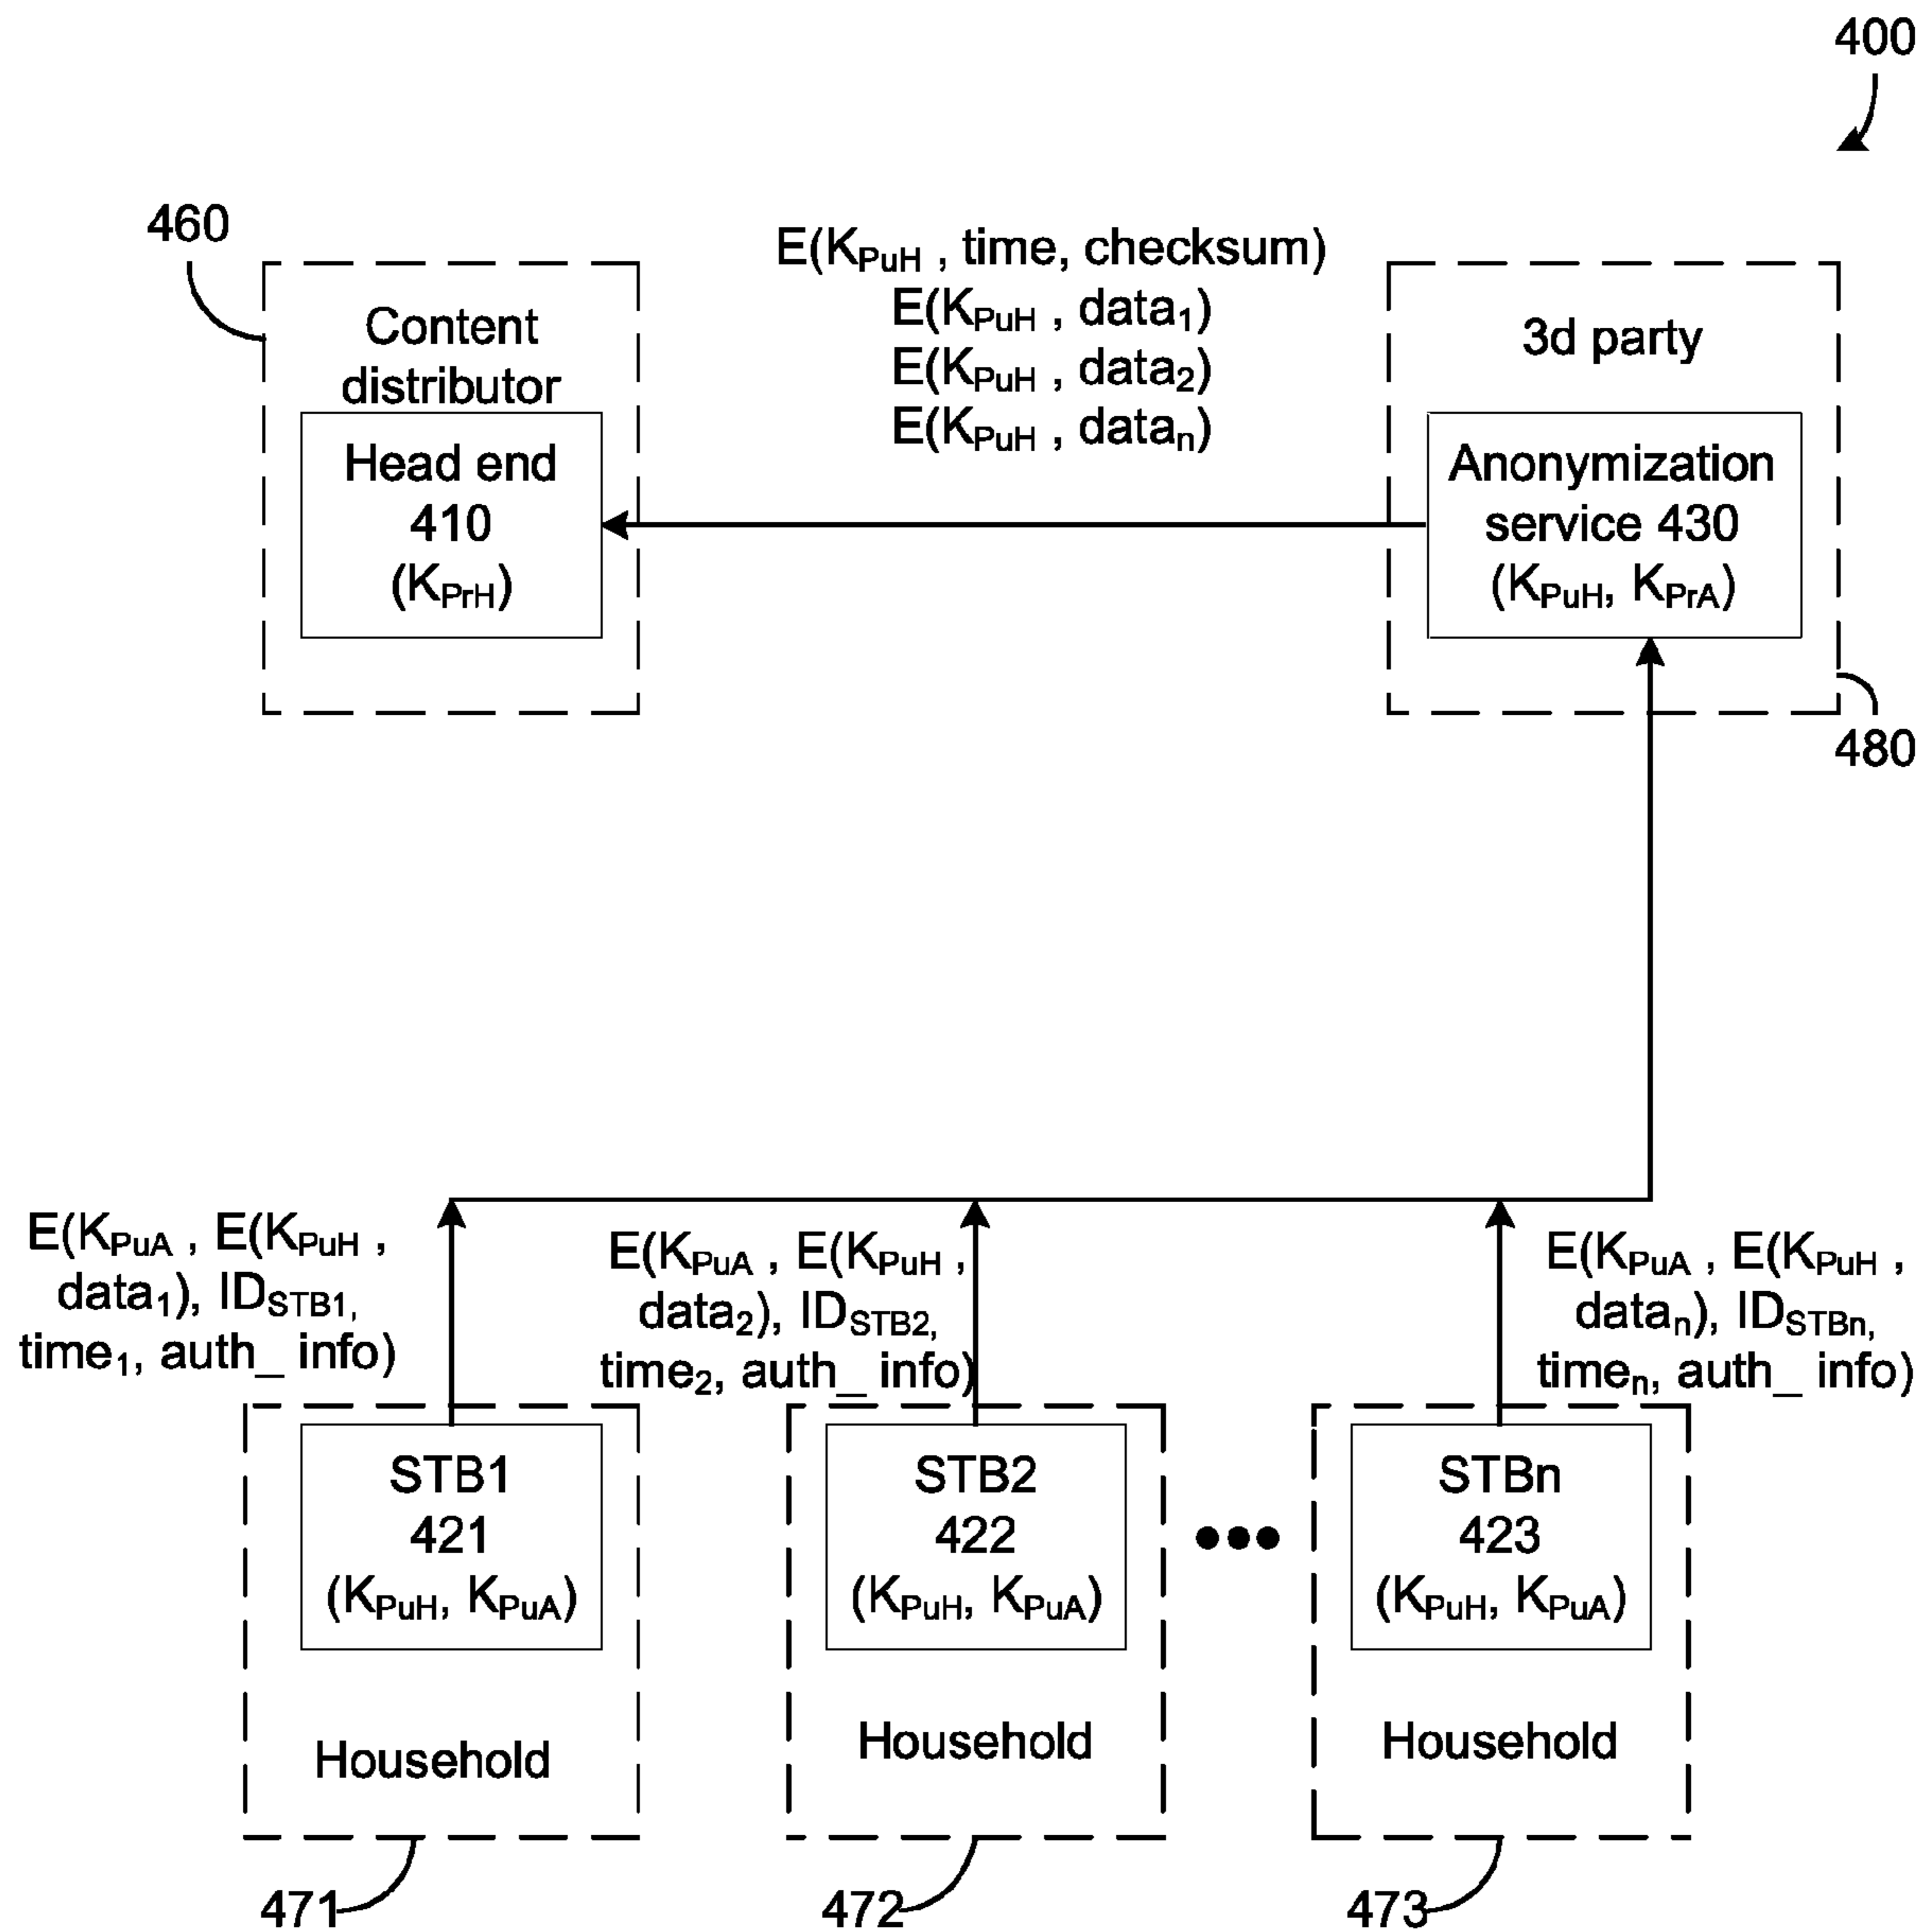 400
460
E(KPuH , time, checksum)
E(KPuH , data1)
E(KPuH , data2)
E(KPuH , datan)
Content
distributor
Head end
410
(KPrH)
3d party
Anonymization
service 430
(KPuH, KPrA)
480
E(KPuA , E(KPuH ,
data1), IDSTB1,
time1, auth_ info)
E(KPuA , E(KPuH ,
data2), IDSTB2,
time2, auth_ info)
E(KPuA , E(KPuH ,
datan), IDSTBn,
timen, auth_ info)
STB1
421
(KPuH, KPuA)
Household
STB2
422
(KPuH, KPuA)
Household
STBn
423
(KPuH, KPuA)
Household
471
472
473